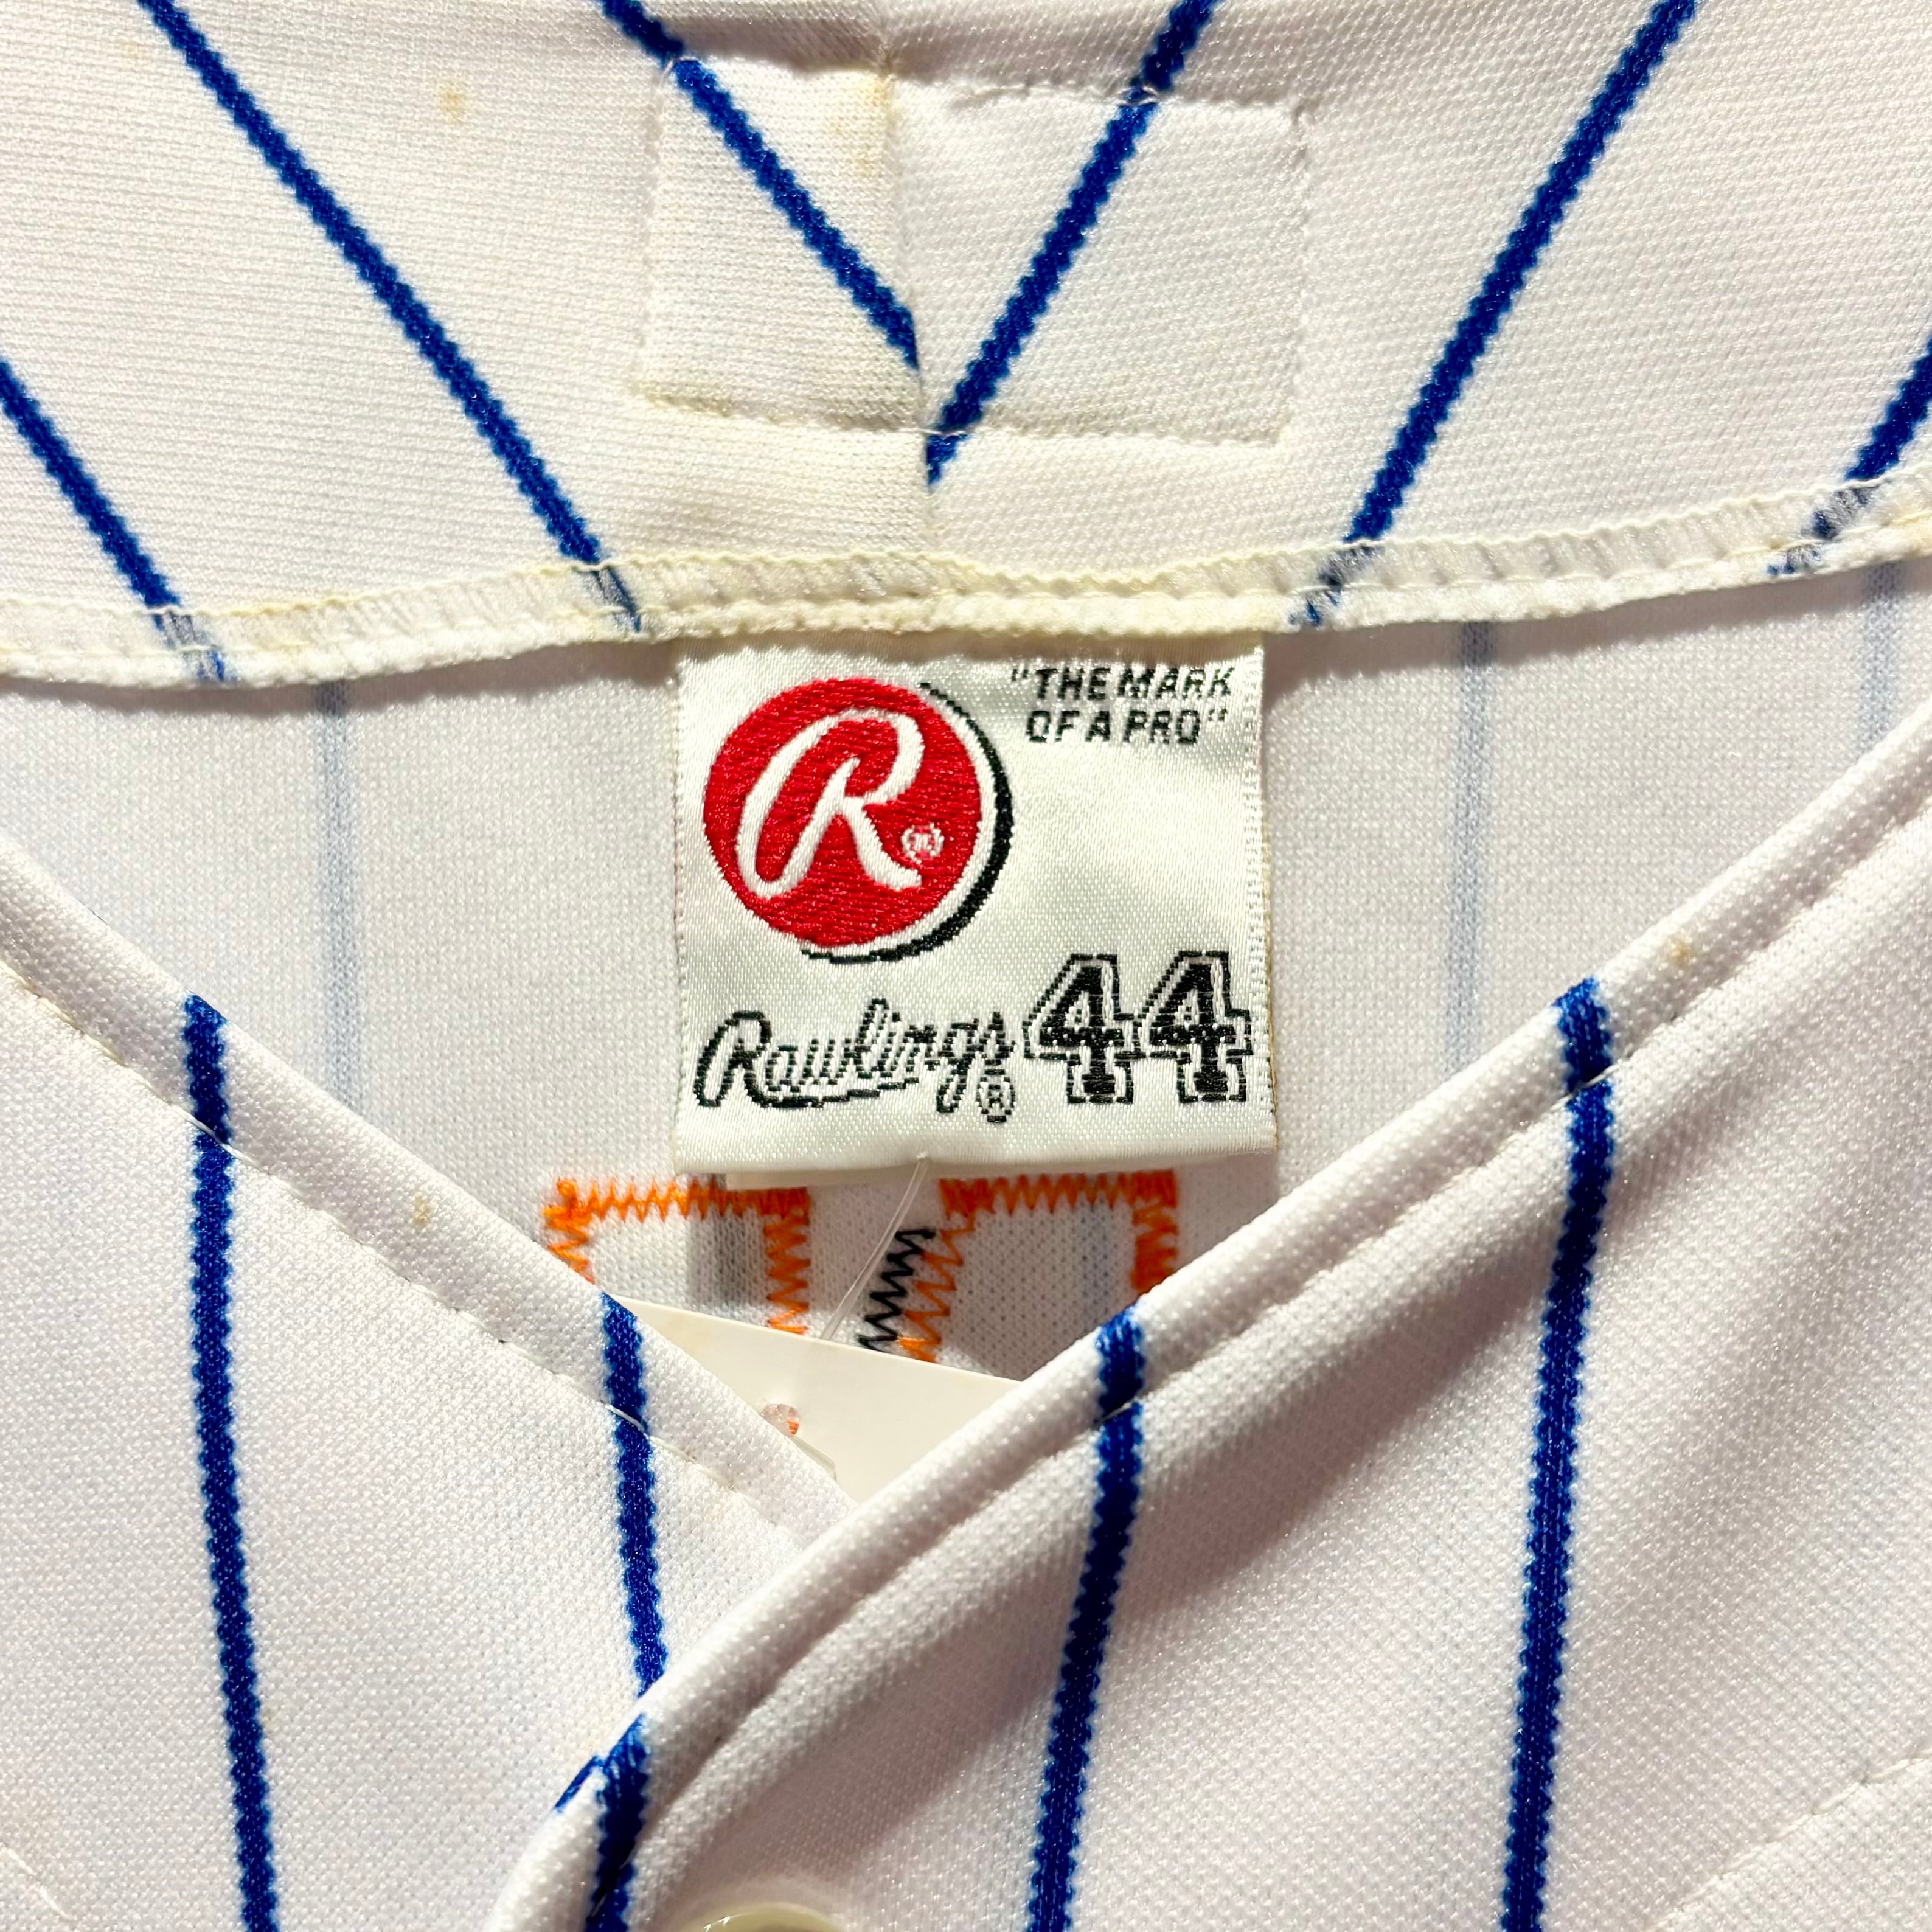 "THE MARK
OF A PRO"
R®
Rawlings® 44